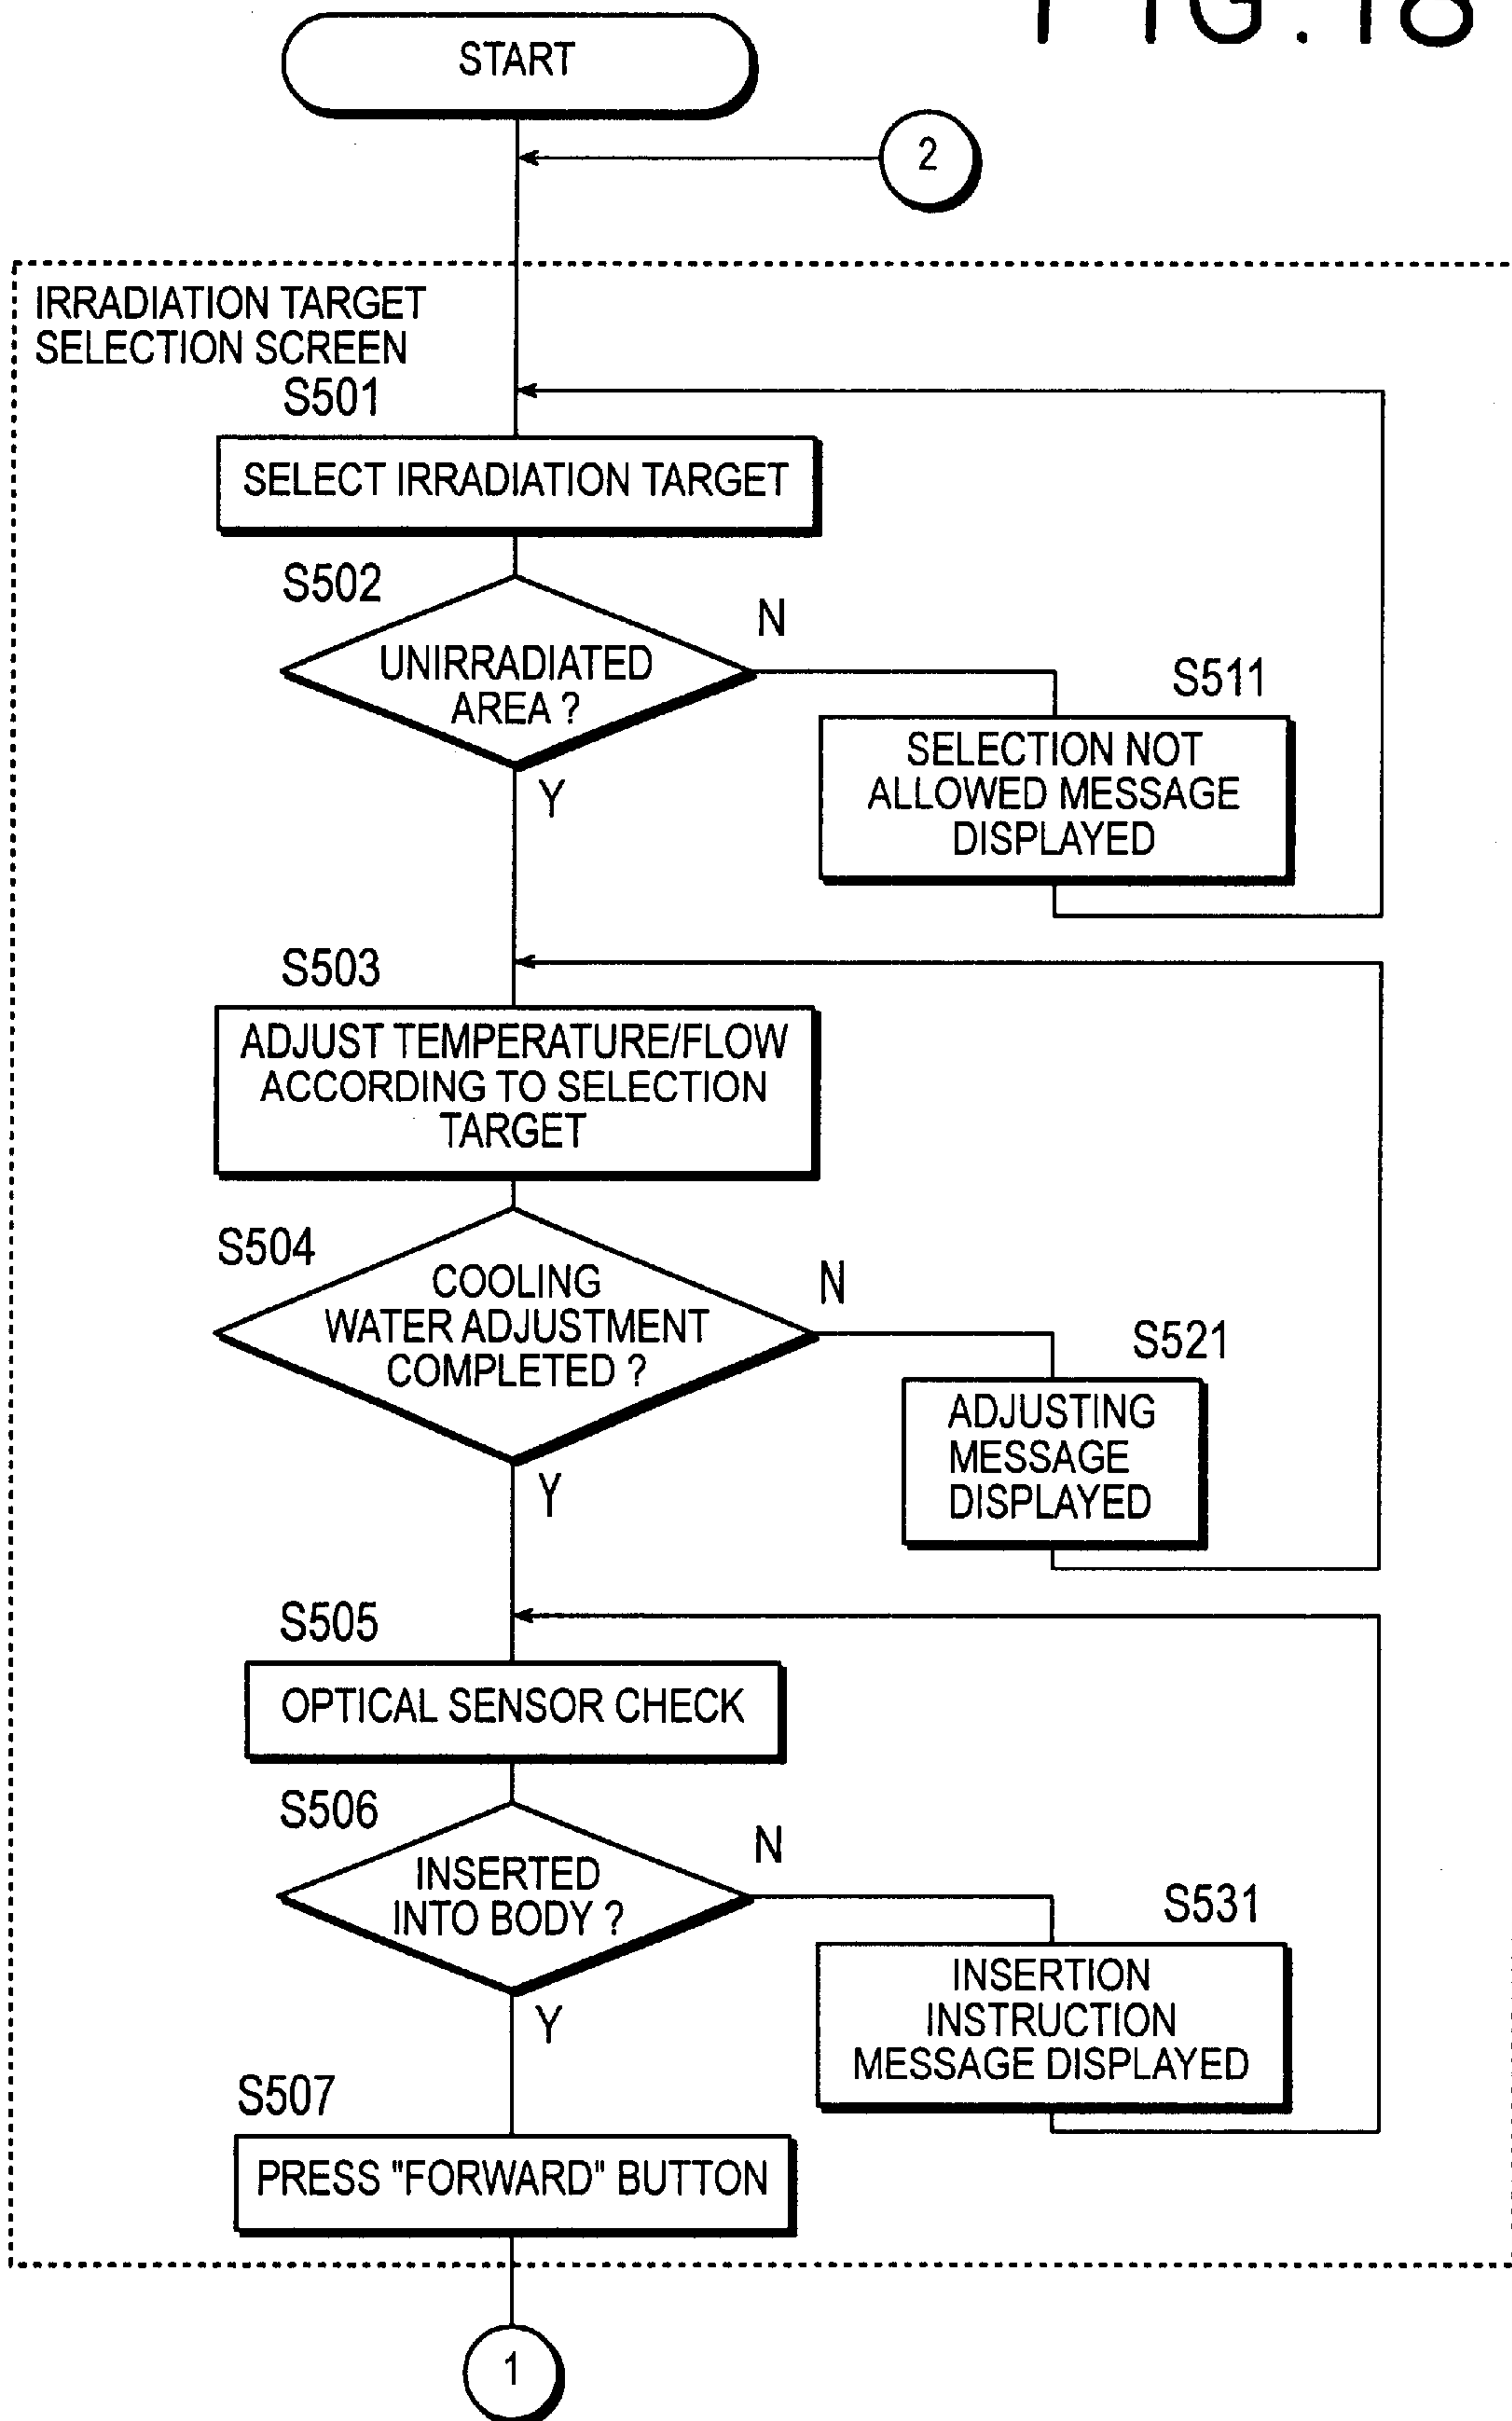 FIG.18
START
2
IRRADIATION TARGET
SELECTION SCREEN
S501
SELECT IRRADIATION TARGET
S502
UNIRRADIATED
AREA ?
N
Y
S511
SELECTION NOT
ALLOWED MESSAGE
DISPLAYED
S503
ADJUST TEMPERATURE/FLOW
ACCORDING TO SELECTION
TARGET
S504
COOLING
WATER ADJUSTMENT
COMPLETED ?
N
Y
S521
ADJUSTING
MESSAGE
DISPLAYED
S505
OPTICAL SENSOR CHECK
S506
INSERTED
INTO BODY ?
N
Y
S531
INSERTION
INSTRUCTION
MESSAGE DISPLAYED
S507
PRESS "FORWARD" BUTTON
1